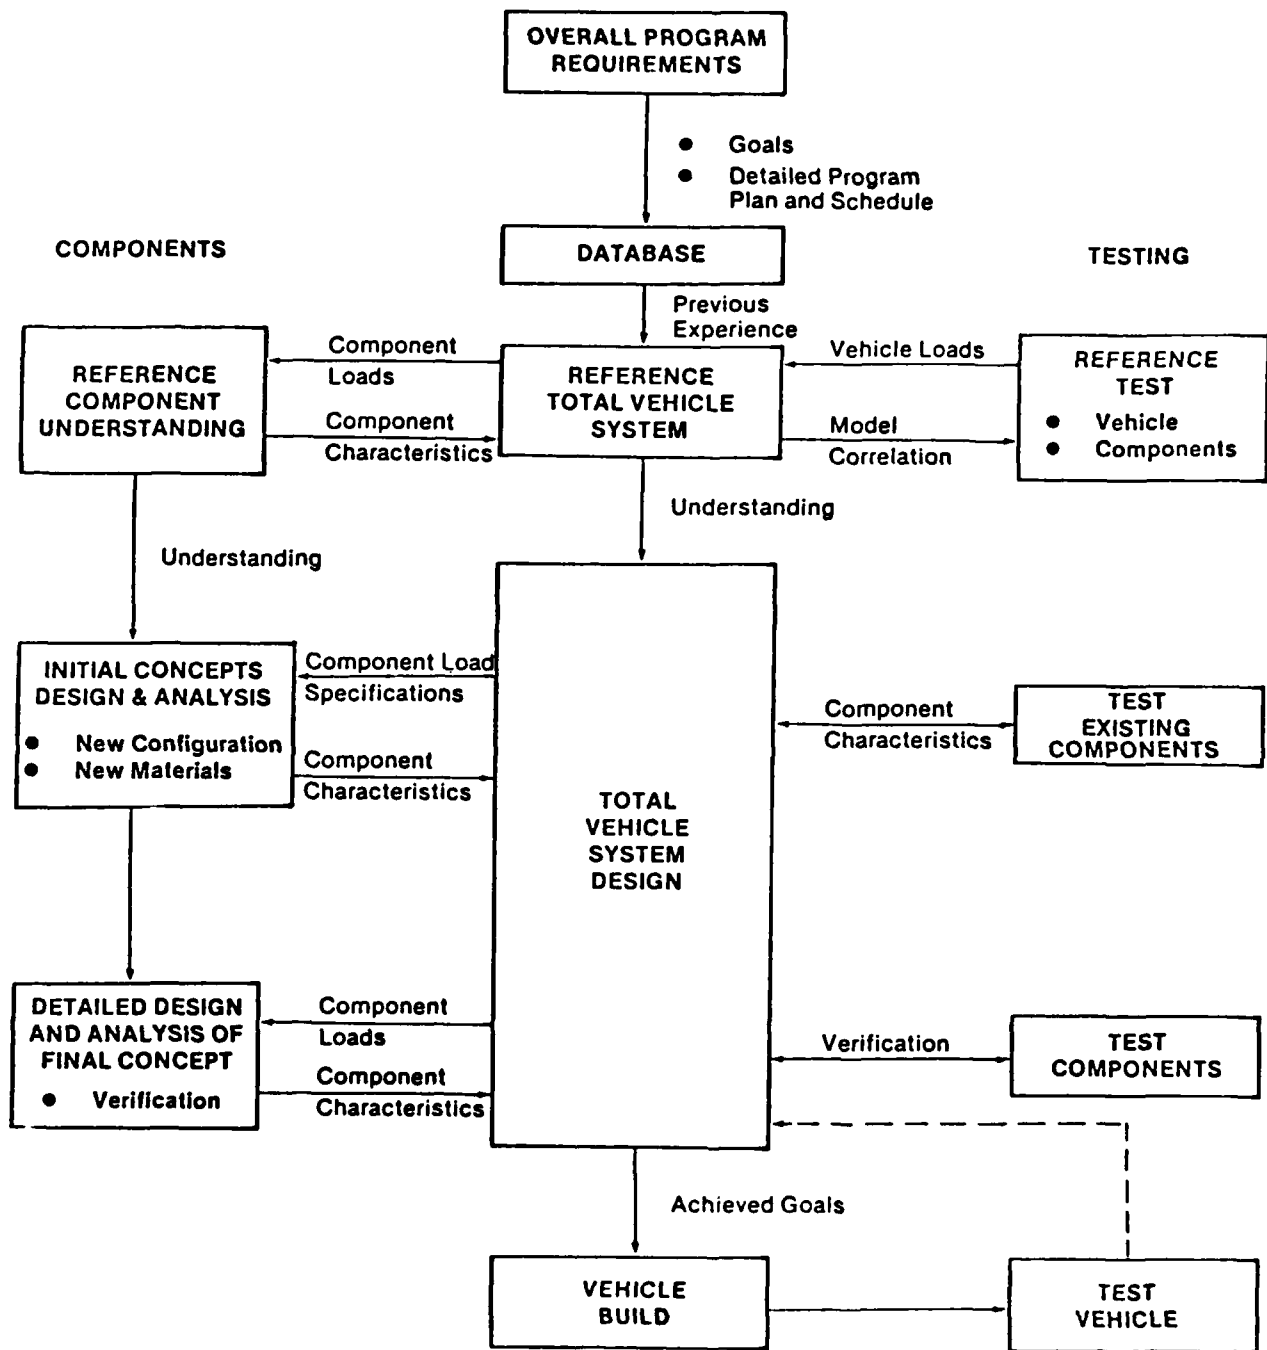 OVERALL PROGRAM
REQUIREMENTS
● Goals
● Detailed Program
Plan and Schedule
COMPONENTS
DATABASE
TESTING
Previous
Experience
REFERENCE
COMPONENT
UNDERSTANDING
Component
Loads
Component
Characteristics
REFERENCE
TOTAL VEHICLE
SYSTEM
Vehicle Loads
Model
Correlation
REFERENCE
TEST
● Vehicle
● Components
Understanding
Understanding
INITIAL CONCEPTS
DESIGN & ANALYSIS
● New Configuration
● New Materials
Component Load
Specifications
Component
Characteristics
TOTAL
VEHICLE
SYSTEM
DESIGN
Component
Characteristics
TEST
EXISTING
COMPONENTS
DETAILED DESIGN
AND ANALYSIS OF
FINAL CONCEPT
● Verification
Component
Loads
Component
Characteristics
Verification
TEST
COMPONENTS
Achieved Goals
VEHICLE
BUILD
TEST
VEHICLE